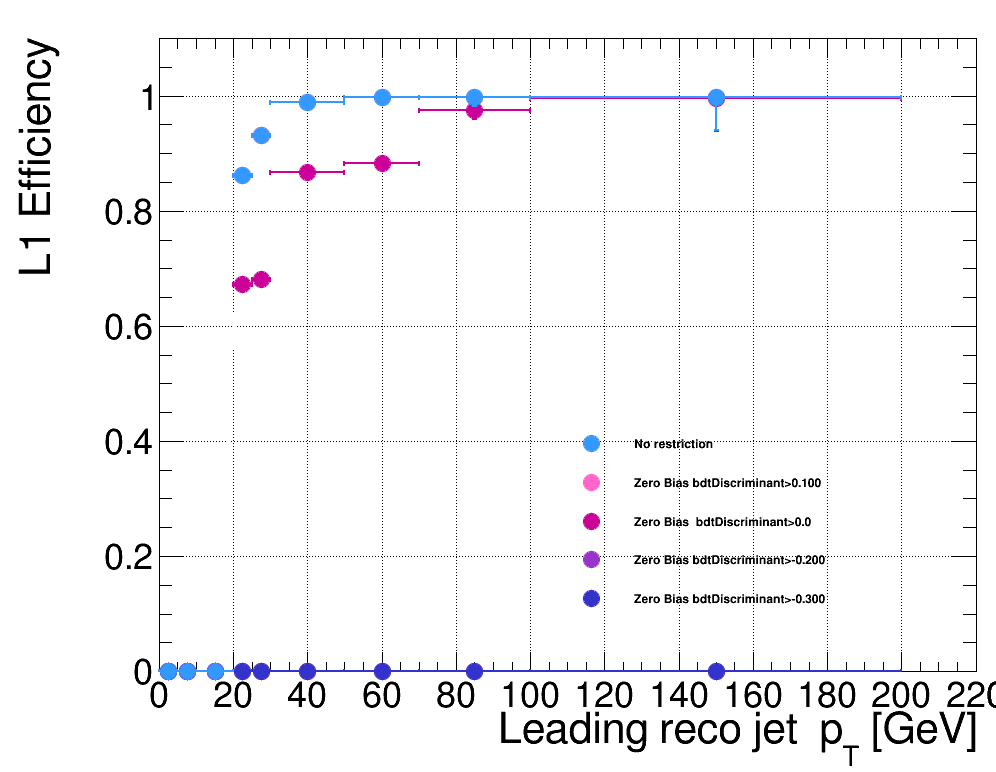 L1 Efficiency
1
0.8
0.6
0.4
0.2
0
No restriction
Zero Bias bdtDiscriminant>0.100
Zero Bias  bdtDiscriminant>0.0
Zero Bias bdtDiscriminant>-0.200
Zero Bias bdtDiscriminant>-0.300
0 20 40 60 80 100 120 140 160 180 200 220
Leading reco jet  pT [GeV]